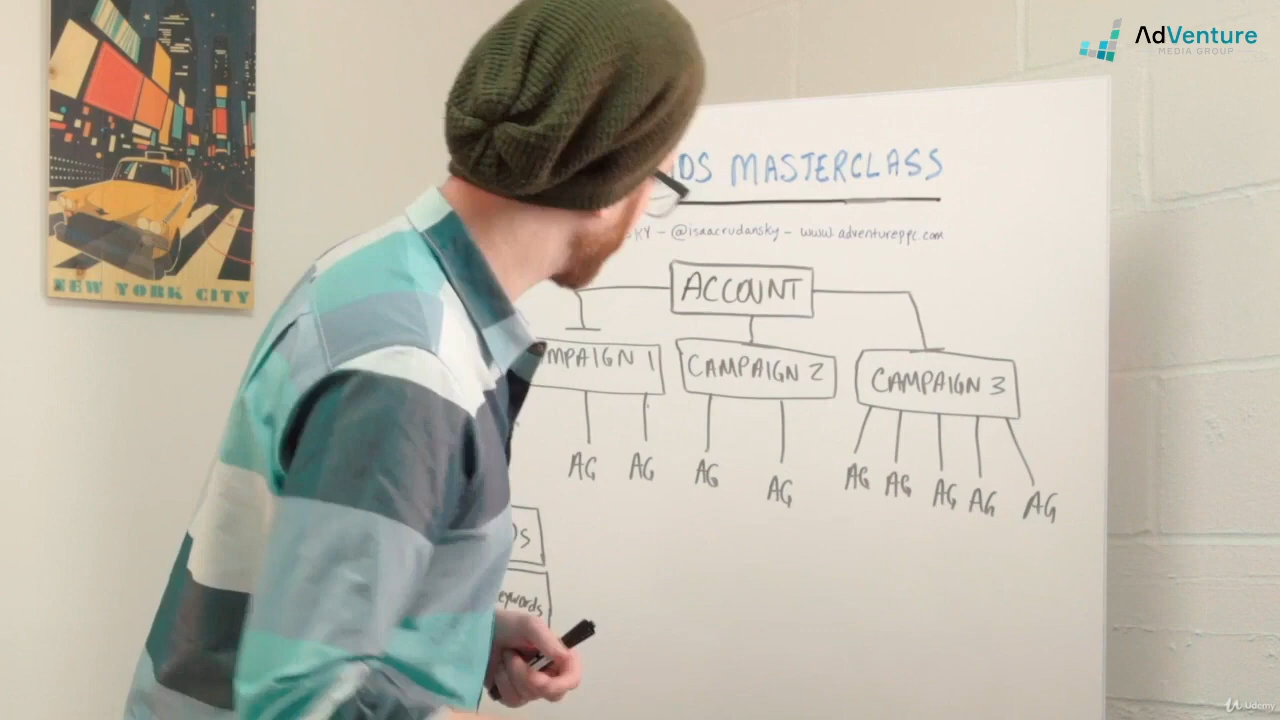 AdVenture
MEDIA GROUP
NEW YORK CITY
MASTERCLASS
@isaacrudansky - www.adventureppc.com
ACCOUNT
1
CAMPAIGN 2
CAMPAIGN 3
AG AG AG AG AG AG AG AG AG
Udemy